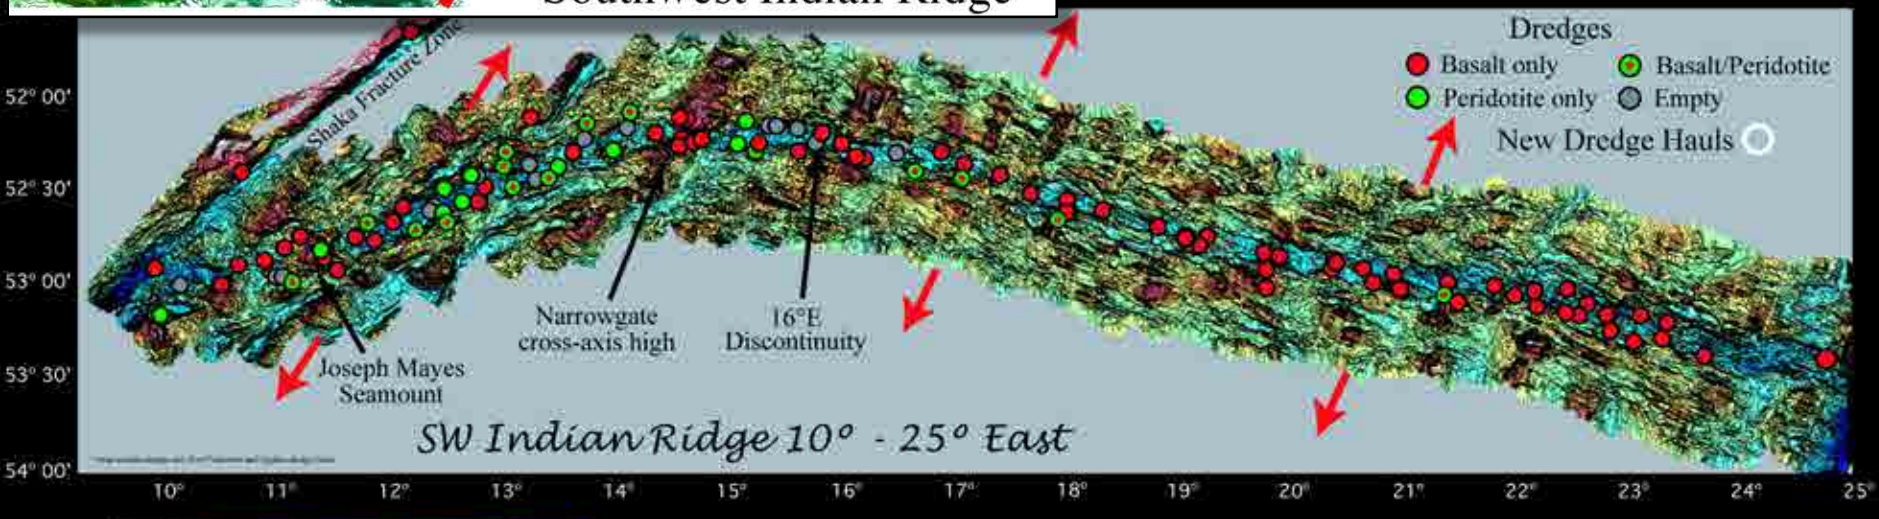 Southwest Indian Ridge
Dredges
Basalt only
Basalt/Peridotite
Peridotite only
Empty
New Dredge Hauls
Shaka Fracture Zone
52° 00'
52° 30'
53° 00'
53° 30'
54° 00'
Narrowgate
cross-axis high
16°E
Discontinuity
Joseph Mayes
Seamount
SW Indian Ridge 10° - 25° East
10° 11° 12° 13° 14° 15° 16° 17° 18° 19° 20° 21° 22° 23° 24° 25°